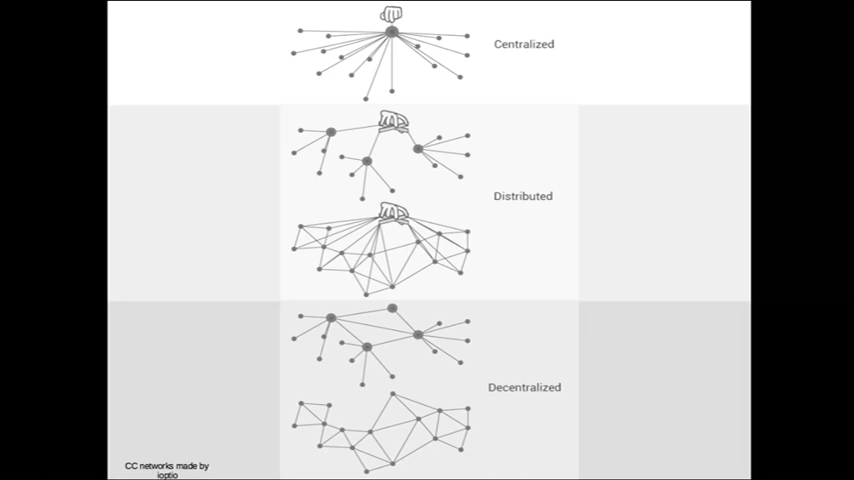 Centralized
Distributed
Decentralized
CC networks made by
ioptio